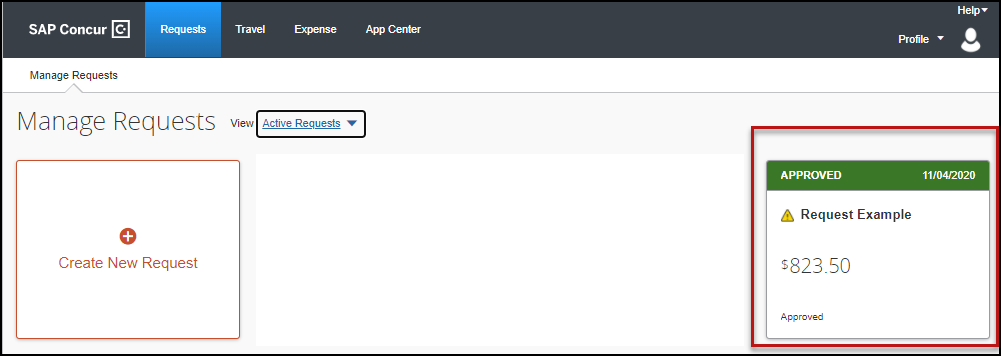 Help
SAP Concur C.
Requests
Travel
Expense
App Center
Profile
Manage Requests
Manage Requests
View
Active Requests
Create New Request
APPROVED
11/04/2020
Request Example
$823.50
Approved